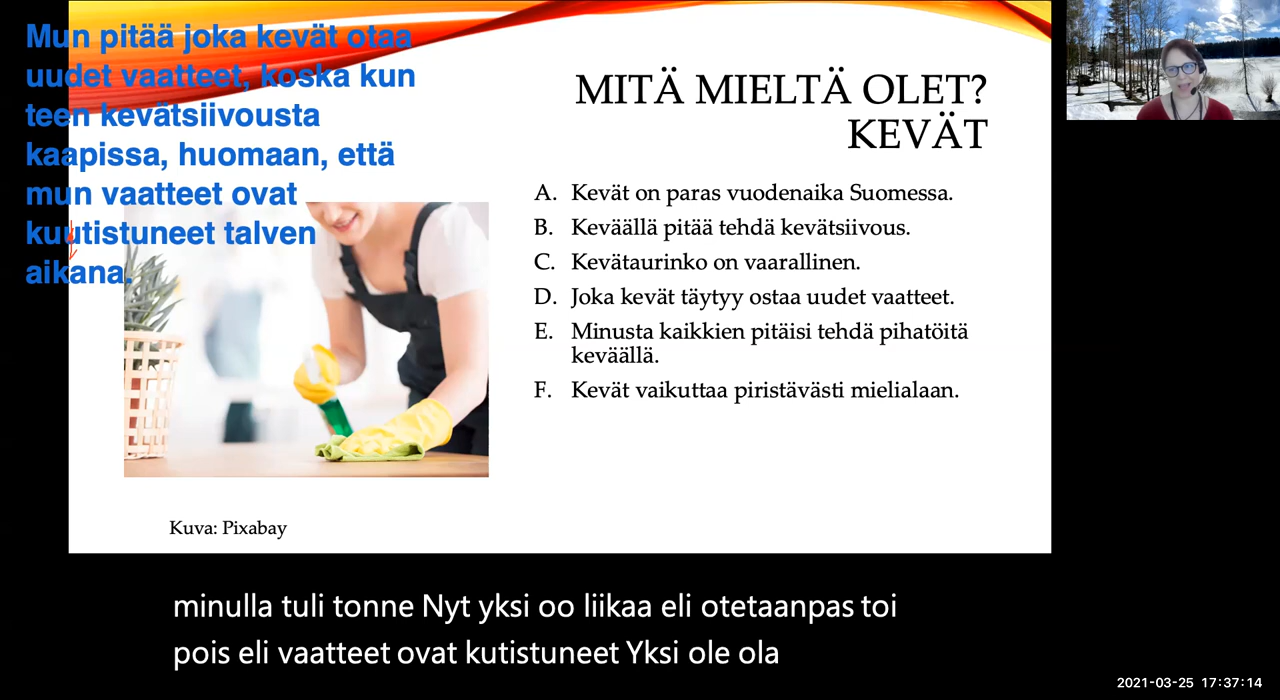 Mun pitää joka kevät otaa
uudet vaatteet, koska kun
teen kevätsiivousta
kaapissa, huomaan, että
mun vaatteet ovat
kuutistuneet talven
aikana.
MITÄ MIELTÄ OLET?
KEVÄT
A. Kevät on paras vuodenaika Suomessa.
B. Keväällä pitää tehdä kevätsiivous.
C. Kevätaurinko on vaarallinen.
D. Joka kevät täytyy ostaa uudet vaatteet.
E. Minusta kaikkien pitäisi tehdä pihatöitä
keväällä.
F. Kevät vaikuttaa piristävästi mielialaan.
Kuva: Pixabay
minulla tuli tonne Nyt yksi oo liikaa eli otetaanpas toi
pois eli vaatteet ovat kutistuneet Yksi ole ola
2021-03-25 17:37:14